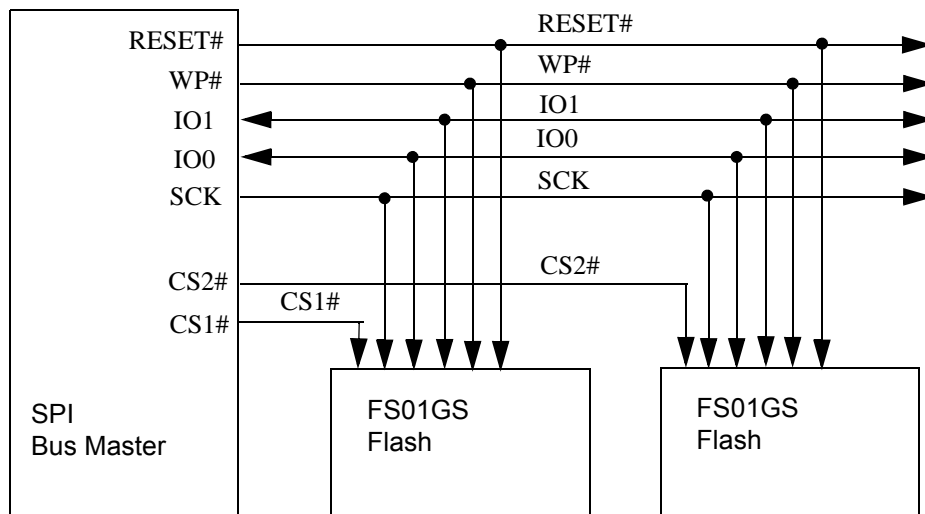 RESET#
RESET#
WP#
WP#
IO1
IO1
IO0
IO0
SCK
SCK
CS2#
CS2#
CS1#
CS1#
SPI
Bus Master
FS01GS
Flash
FS01GS
Flash